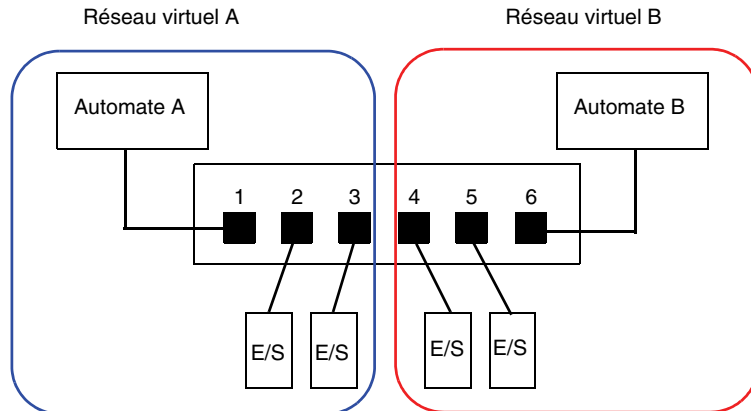 Réseau virtuel A
Réseau virtuel B
Automate A
Automate B
1 2 3 4 5 6
E/S E/S E/S E/S